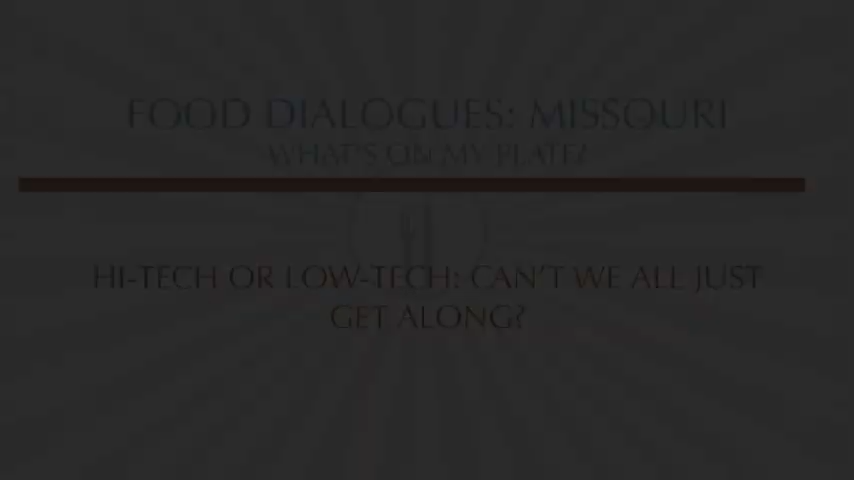 FOOD DIALOGUES: MISSOURI
WHAT'S ON MY PLATE?
HI-TECH OR LOW-TECH: CAN'T WE ALL JUST
GET ALONG?